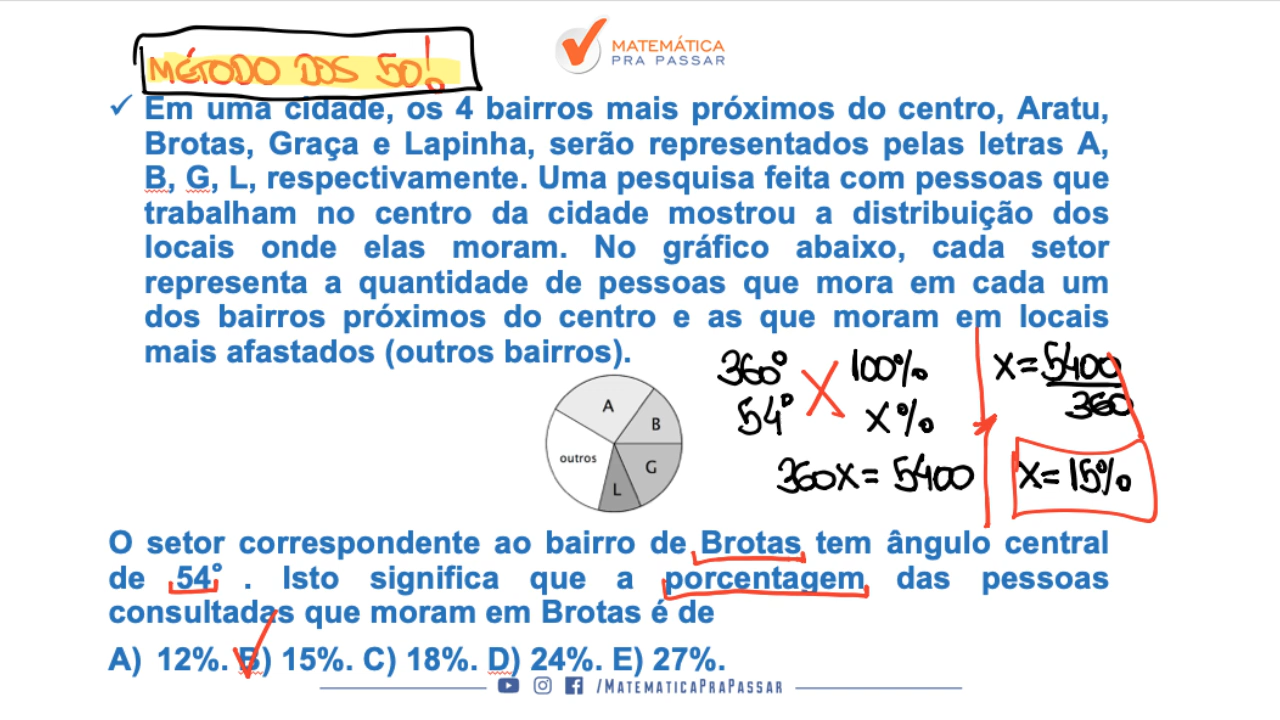 MÉTODO DOS 50!
MATEMÁTICA
PRA PASSAR
✓ Em uma cidade, os 4 bairros mais próximos do centro, Aratu,
Brotas, Graça e Lapinha, serão representados pelas letras A,
B, G, L, respectivamente. Uma pesquisa feita com pessoas que
trabalham no centro da cidade mostrou a distribuição dos
locais onde elas moram. No gráfico abaixo, cada setor
representa a quantidade de pessoas que mora em cada um
dos bairros próximos do centro e as que moram em locais
mais afastados (outros bairros).
A
B
outros
G
L
360° 100%
54° X%
360X = 5400
X = 5400
360
X = 15%
O setor correspondente ao bairro de Brotas tem ângulo central
de 54° . Isto significa que a porcentagem das pessoas
consultadas que moram em Brotas é de
A) 12%. B) 15%. C) 18%. D) 24%. E) 27%.
/MATEMATICAPRAPASSAR